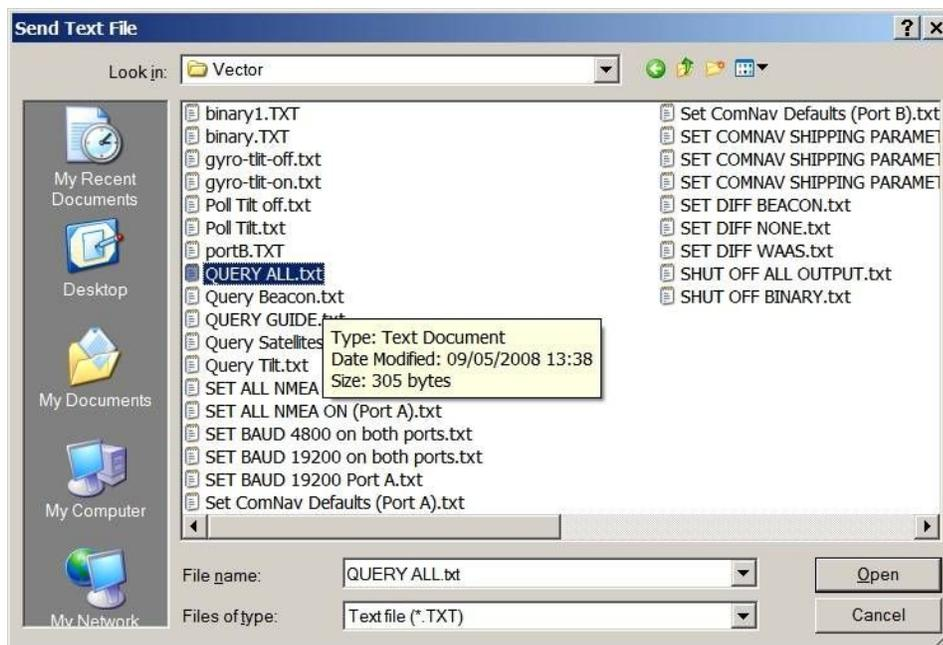 Send Text File
Look in:
Vector
My Recent
Documents
Desktop
My Documents
My Computer
My Network
binary1.TXT
binary.TXT
gyro-tlit-off.txt
gyro-tlit-on.txt
Poll Tilt off.txt
Poll Tilt.txt
portB.TXT
QUERY ALL.txt
Query Beacon.txt
QUERY GUIDE.txt
Query Satellites
Query Tilt.txt
SET ALL NMEA
SET ALL NMEA ON (Port A).txt
SET BAUD 4800 on both ports.txt
SET BAUD 19200 on both ports.txt
SET BAUD 19200 Port A.txt
Set ComNav Defaults (Port A).txt
Set ComNav Defaults (Port B).txt
SET COMNAV SHIPPING PARAMET
SET COMNAV SHIPPING PARAMET
SET COMNAV SHIPPING PARAMET
SET DIFF BEACON.txt
SET DIFF NONE.txt
SET DIFF WAAS.txt
SHUT OFF ALL OUTPUT.txt
SHUT OFF BINARY.txt
Type: Text Document
Date Modified: 09/05/2008 13:38
Size: 305 bytes
File name:
QUERY ALL.txt
Open
Files of type:
Text file (*.TXT)
Cancel